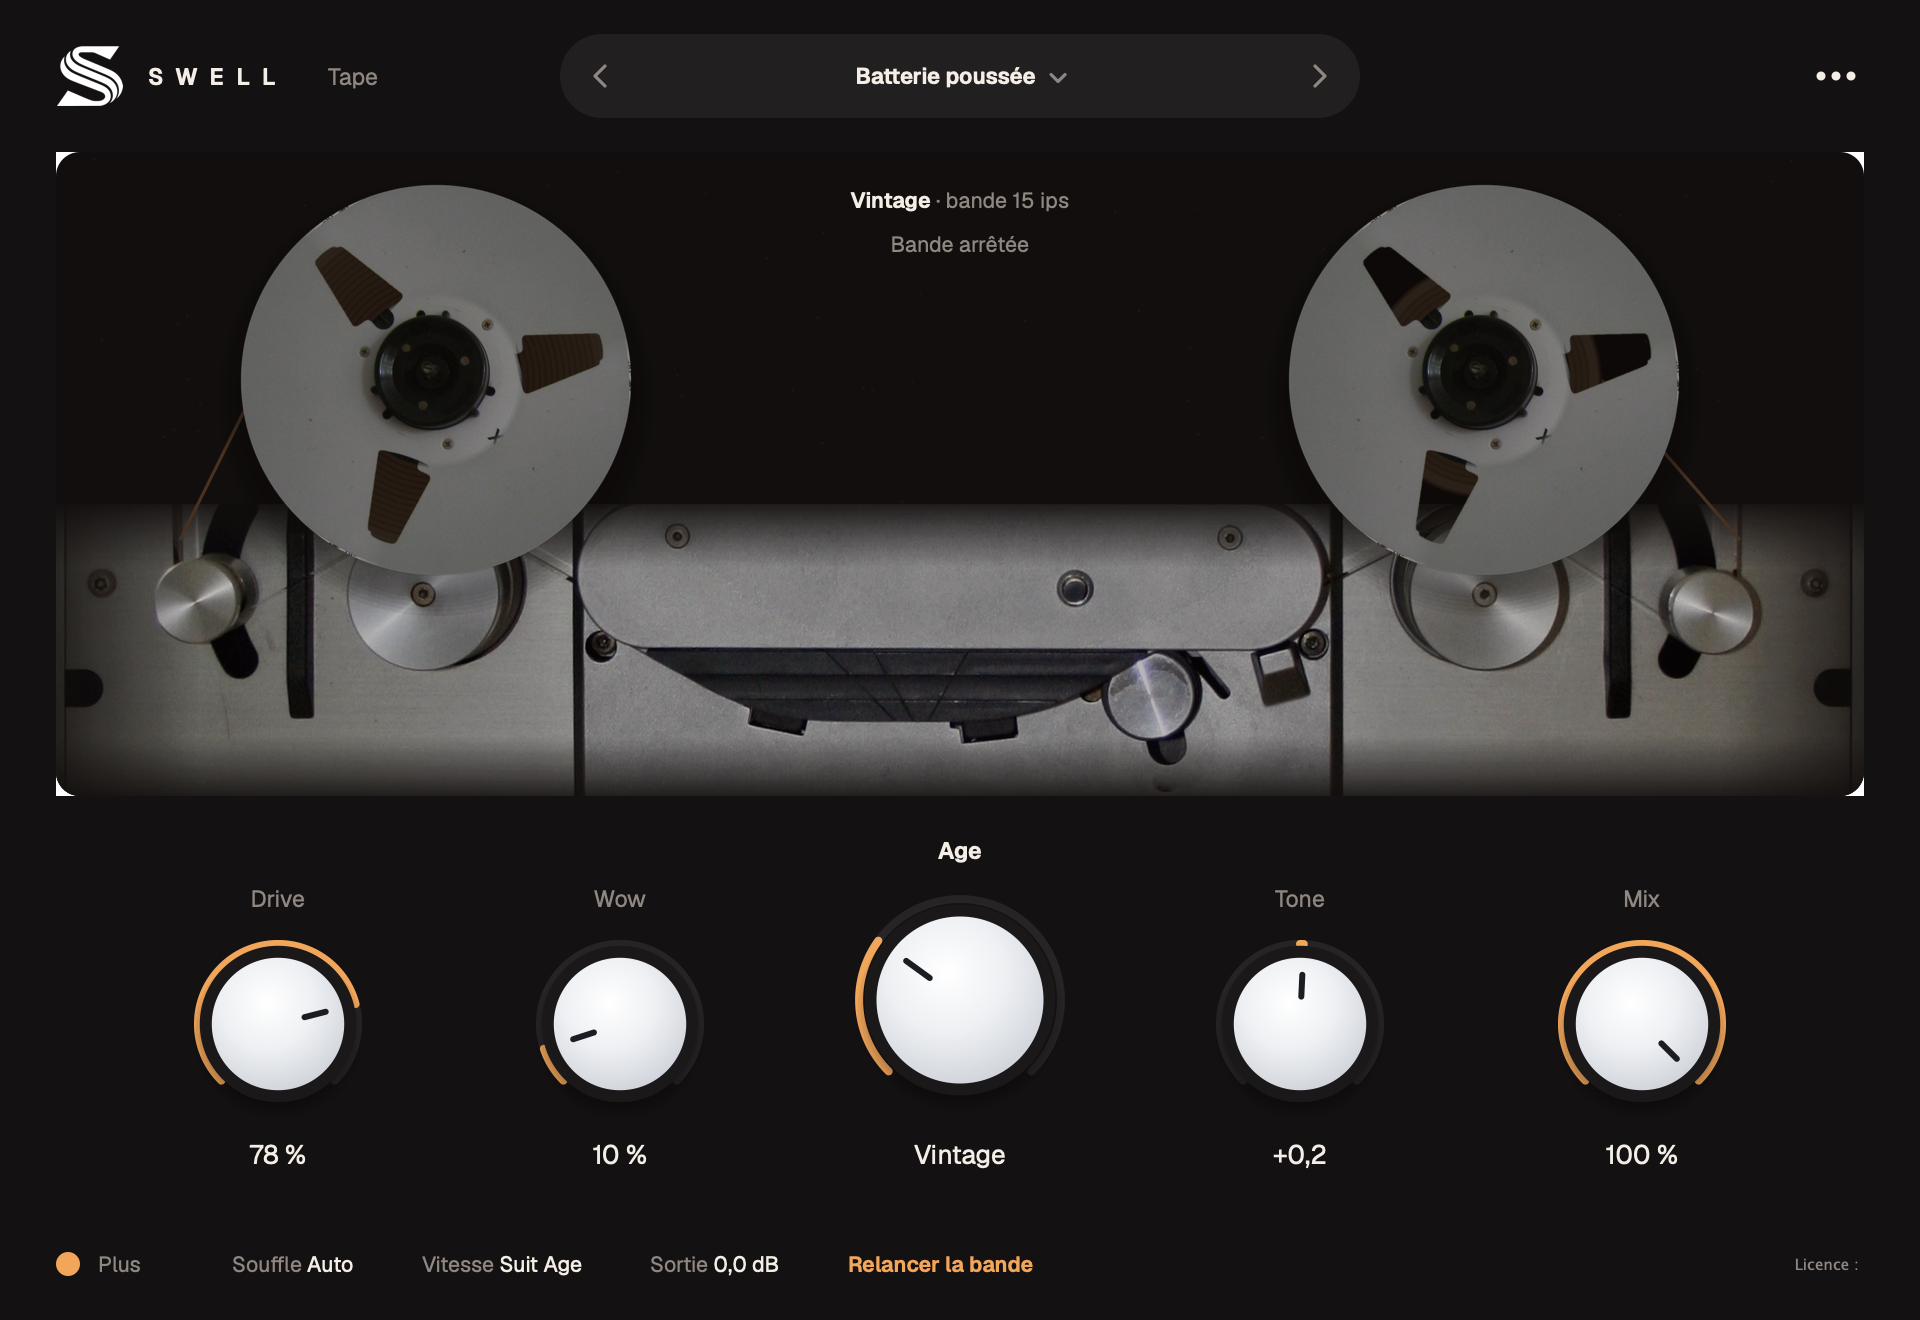 SWELL Tape
Batterie poussée
Vintage · bande 15 ips
Bande arrêtée
Age
Drive
Wow
Tone
Mix
78 %
10 %
Vintage
+0,2
100 %
Plus
Souffle Auto
Vitesse Suit Age
Sortie 0,0 dB
Relancer la bande
Licence :